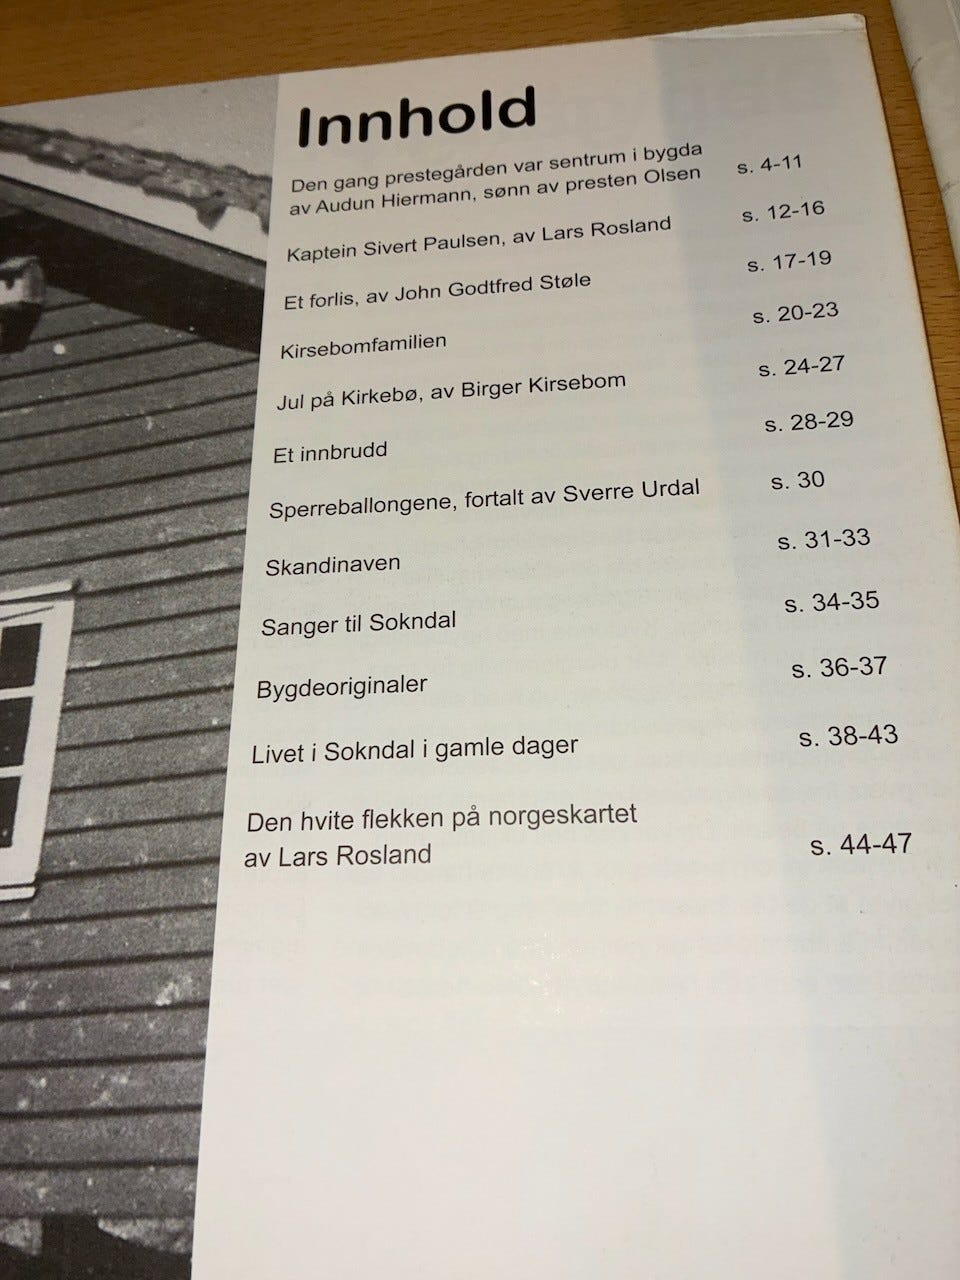 Innhold
Den gang prestegården var sentrum i bygda
av Audun Hiermann, sønn av presten Olsen s. 4-11
Kaptein Sivert Paulsen, av Lars Rosland s. 12-16
Et forlis, av John Godtfred Støle s. 17-19
Kirsebomfamilien s. 20-23
Jul på Kirkebø, av Birger Kirsebom s. 24-27
Et innbrudd s. 28-29
Sperreballongene, fortalt av Sverre Urdal s. 30
Skandinaven s. 31-33
Sanger til Sokndal s. 34-35
Bygdeoriginaler s. 36-37
Livet i Sokndal i gamle dager s. 38-43
Den hvite flekken på norgeskartet
av Lars Rosland s. 44-47